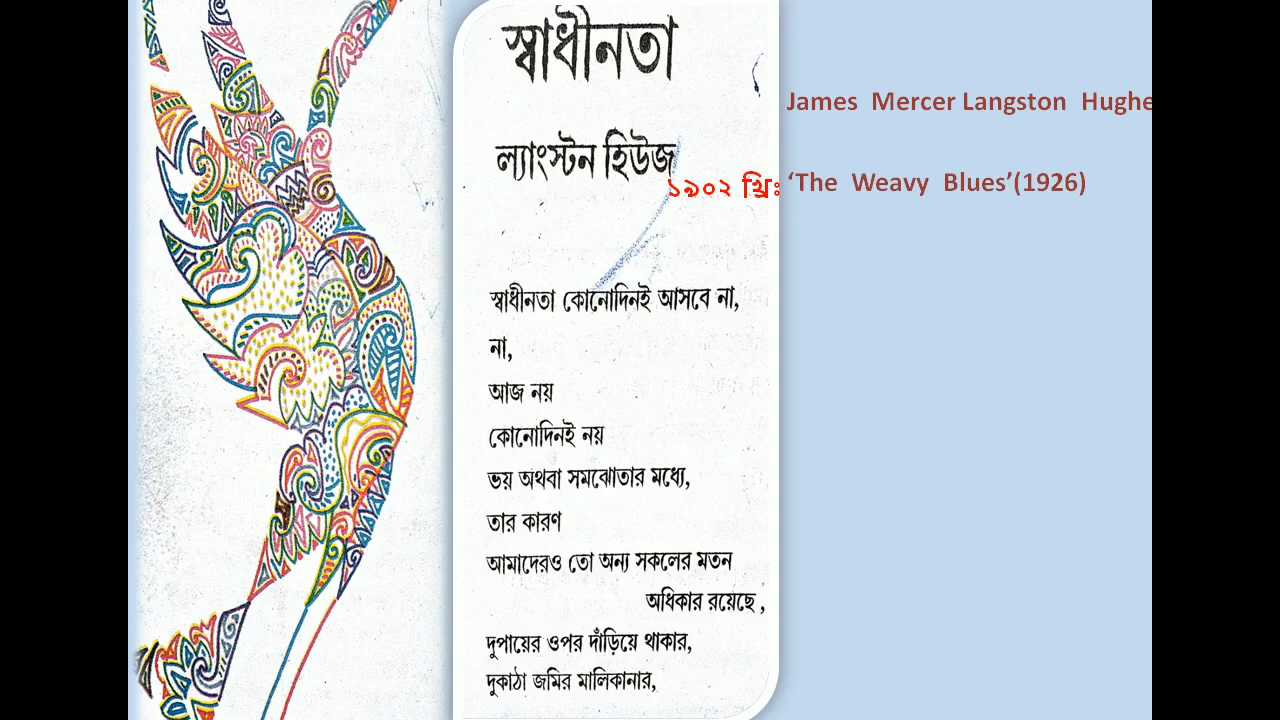 স্বাধীনতা
ল্যাংস্টন হিউজ
১৯০২ খ্রিঃ
James Mercer Langston Hughe
‘The Weavy Blues’(1926)
স্বাধীনতা কোনোদিনই আসবে না,
না,
আজ নয়
কোনোদিনই নয়
ভয় অথবা সমঝোতার মধ্যে,
তার কারণ
আমাদেরও তো অন্য সকলের মতন
অধিকার রয়েছে,
দুপায়ের ওপর দাঁড়িয়ে থাকার,
দুকাঠা জমির মালিকানার,